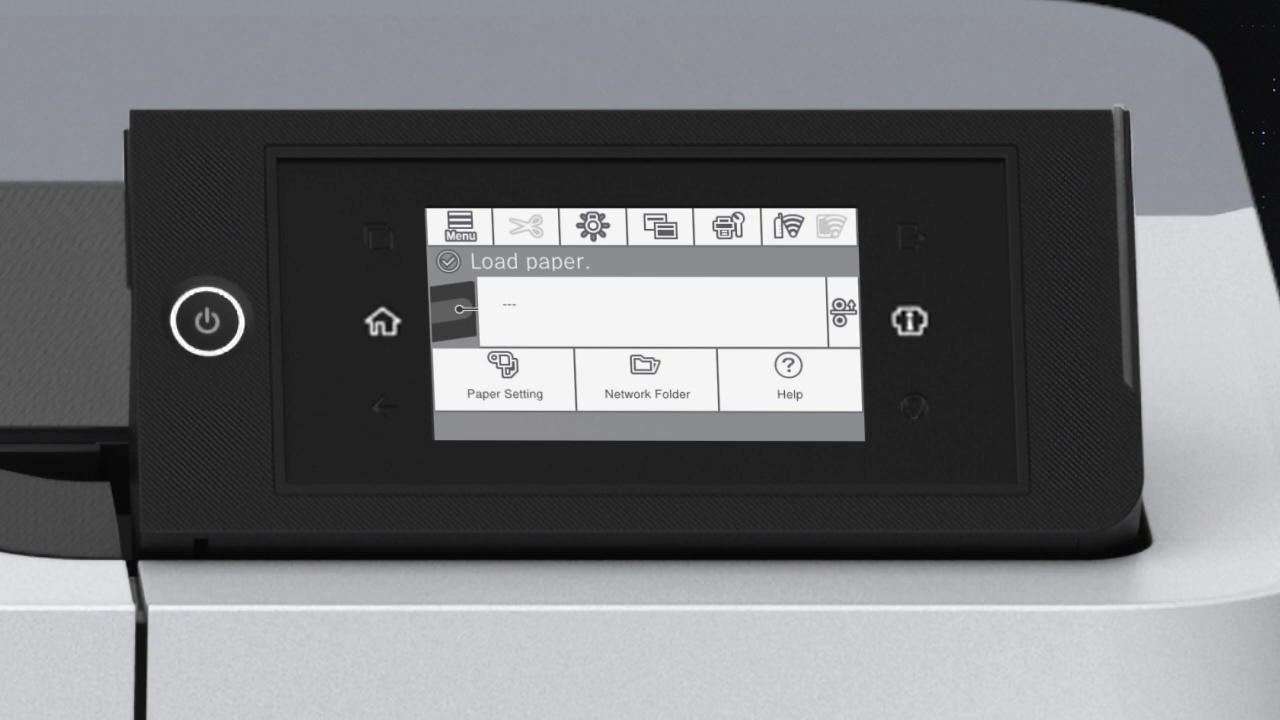 Menu
Load paper.
---
Paper Setting
Network Folder
Help